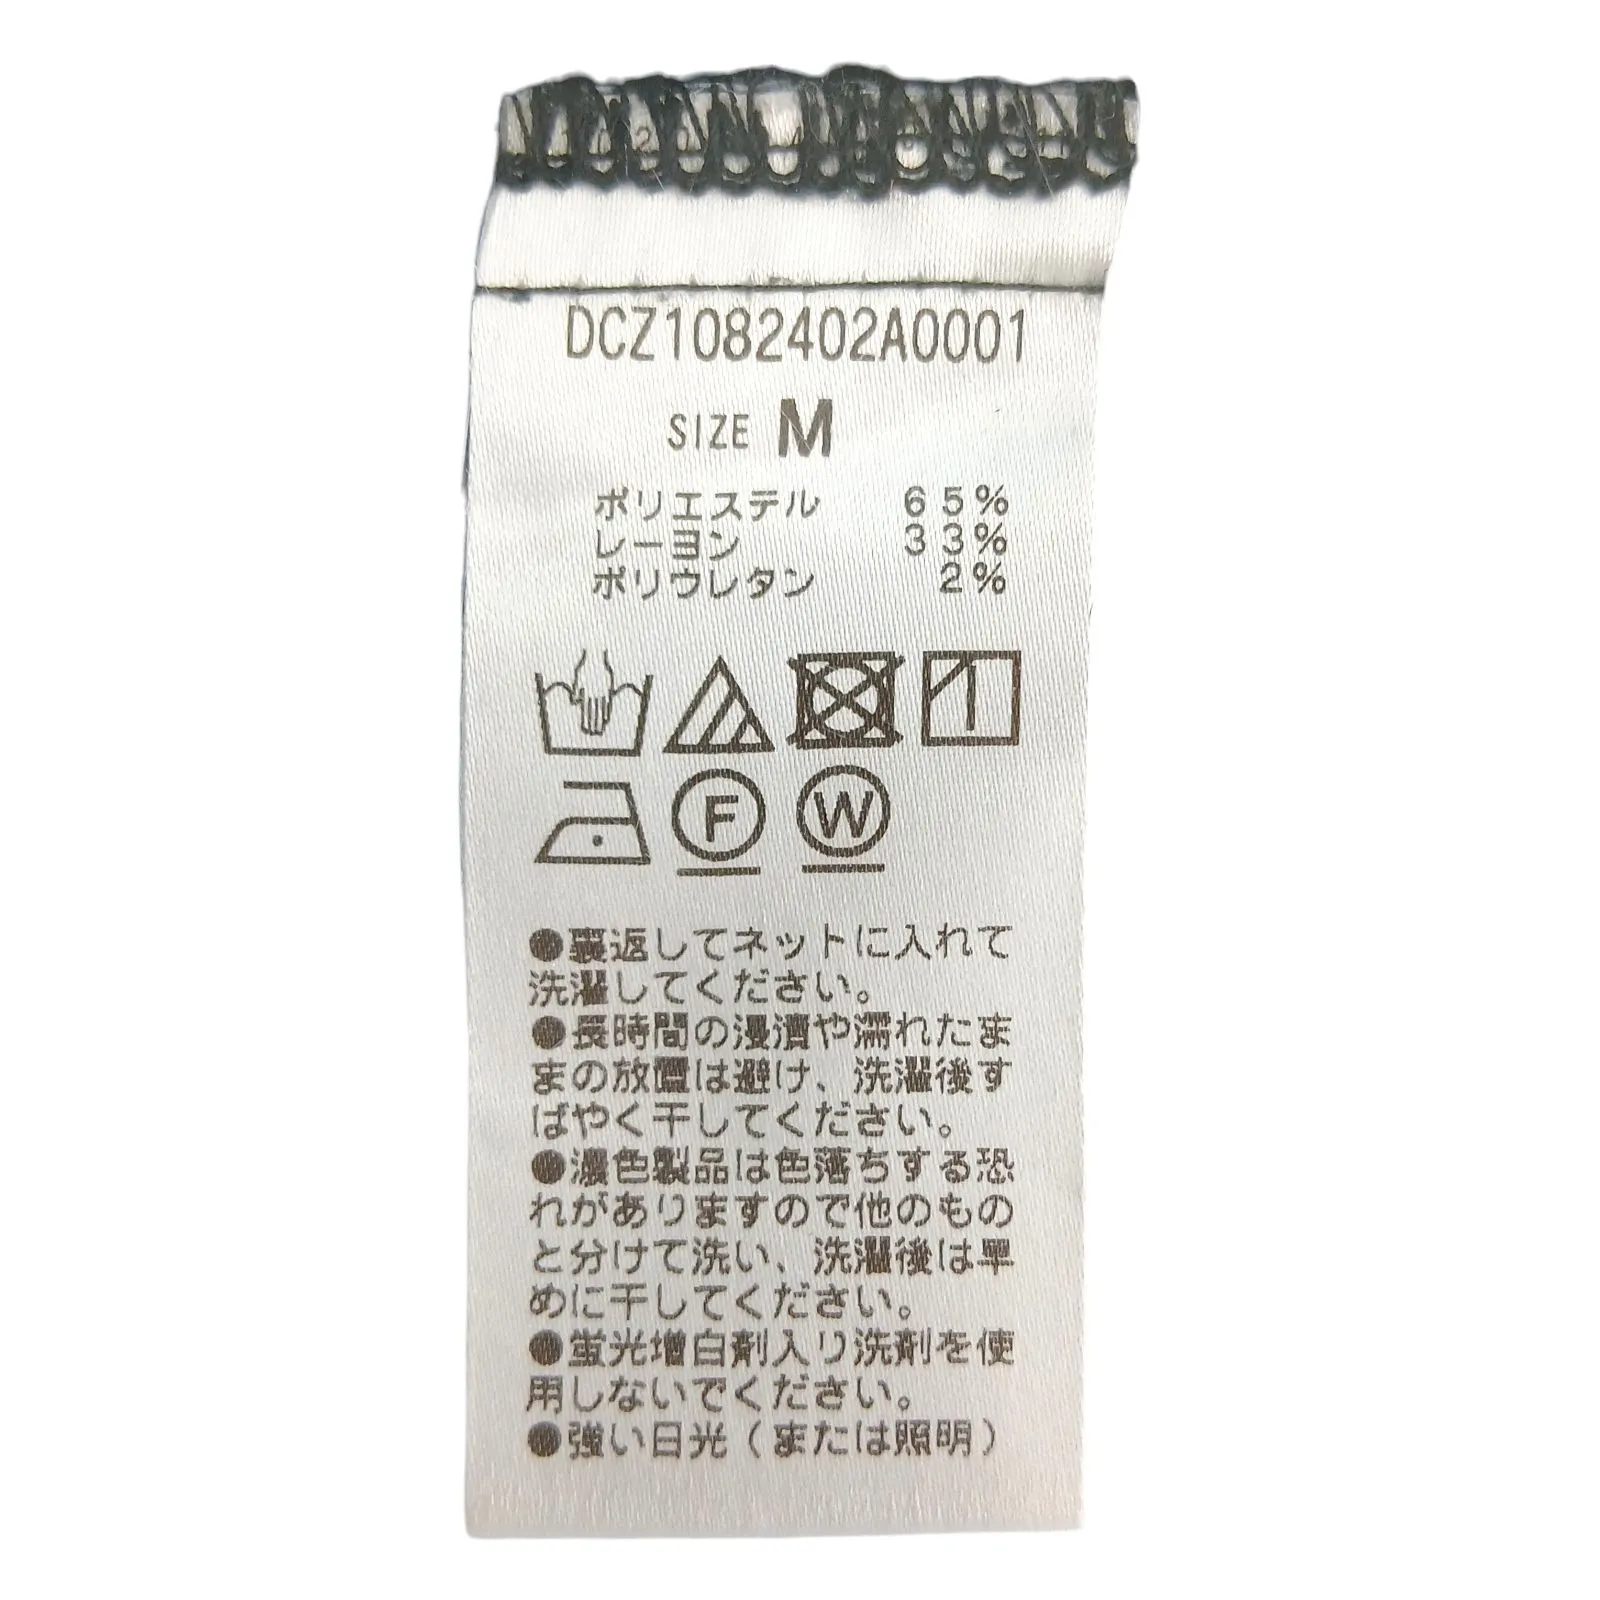 DCZ1082402A0001
SIZE M
ポリエステル 65%
レーヨン 33%
ポリウレタン 2%
F W
●裏返してネットに入れて
洗濯してください。
●長時間の浸漬や濡れたま
まの放置は避け、洗濯後す
ばやく干してください。
●濃色製品は色落ちする恐
れがありますので他のもの
と分けて洗い、洗濯後は早
めに干してください。
●蛍光増白剤入り洗剤を使
用しないでください。
●強い日光(または照明)